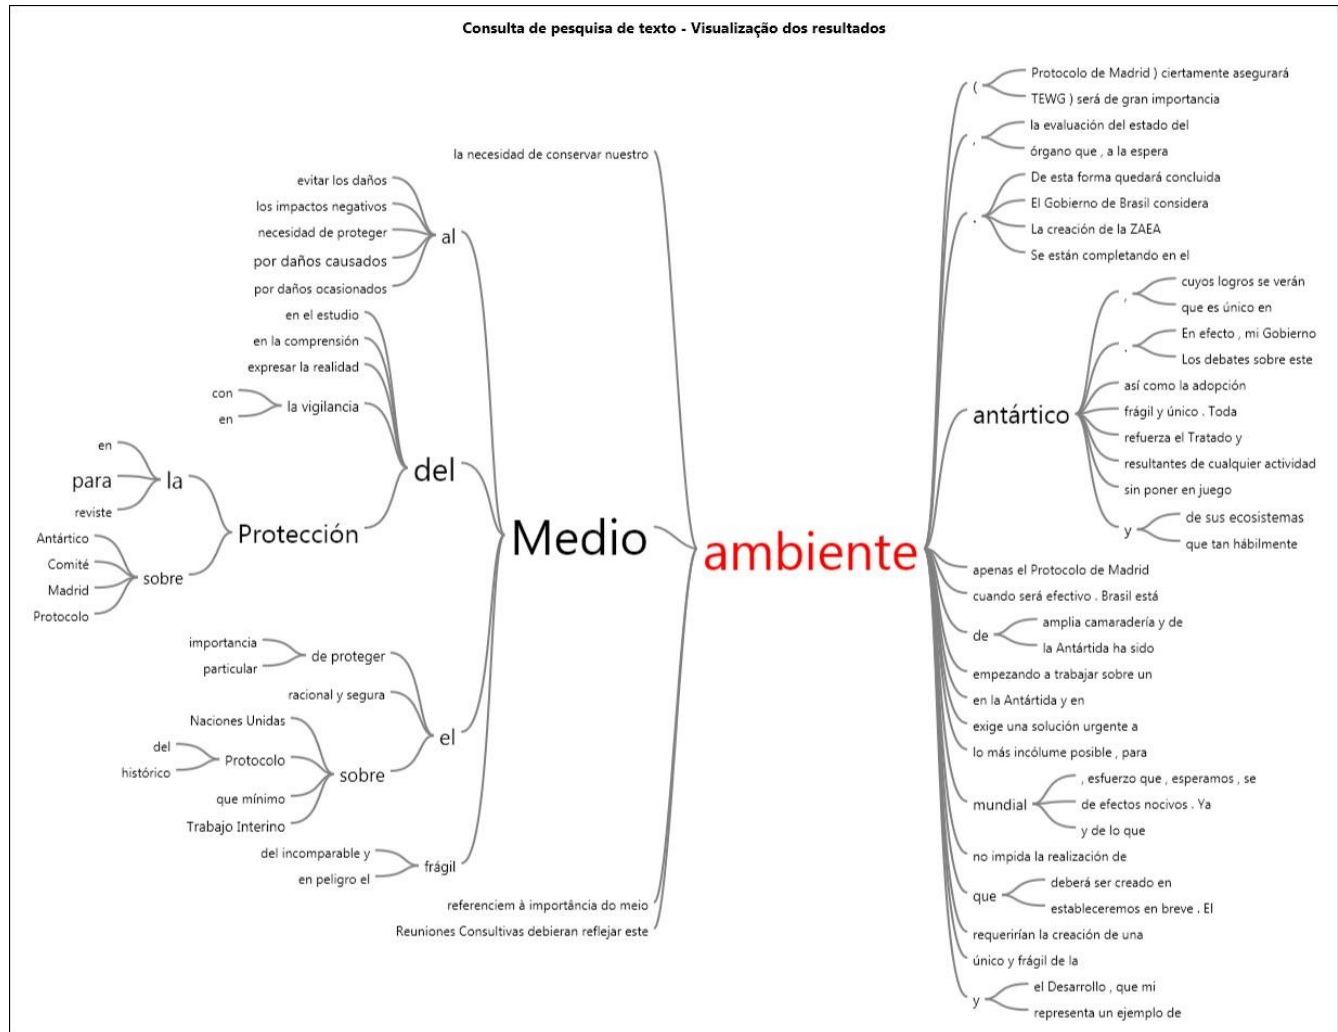 Consulta de pesquisa de texto - Visualização dos resultados
la necesidad de conservar nuestro
evitar los daños
los impactos negativos
necesidad de proteger
por daños causados
por daños ocasionados
al
en el estudio
en la comprensión
expresar la realidad
con
en
la vigilancia
en
para
reviste
la
Antártico
Comité
Madrid
Protocolo
sobre
Protección
del
importancia
particular
de proteger
racional y segura
Naciones Unidas
del
histórico
Protocolo
que mínimo
Trabajo Interino
sobre
el
del incomparable y
en peligro el
frágil
Medio
referenciem à importância do meio
Reuniones Consultivas debieran reflejar este
ambiente
(
Protocolo de Madrid ) ciertamente asegurará
TEWG ) será de gran importancia
,
la evaluación del estado del
órgano que , a la espera
.
De esta forma quedará concluida
El Gobierno de Brasil considera
La creación de la ZAEA
Se están completando en el
antártico
,
cuyos logros se verán
que es único en
.
En efecto , mi Gobierno
Los debates sobre este
así como la adopción
frágil y único . Toda
refuerza el Tratado y
resultantes de cualquier actividad
sin poner en juego
y
de sus ecosistemas
que tan hábilmente
apenas el Protocolo de Madrid
cuando será efectivo . Brasil está
de
amplia camaradería y de
la Antártida ha sido
empezando a trabajar sobre un
en la Antártida y en
exige una solución urgente a
lo más incólume posible , para
mundial
, esfuerzo que , esperamos , se
de efectos nocivos . Ya
y de lo que
no impida la realización de
que
deberá ser creado en
estableceremos en breve . El
requerirían la creación de una
único y frágil de la
y
el Desarrollo , que mi
representa un ejemplo de